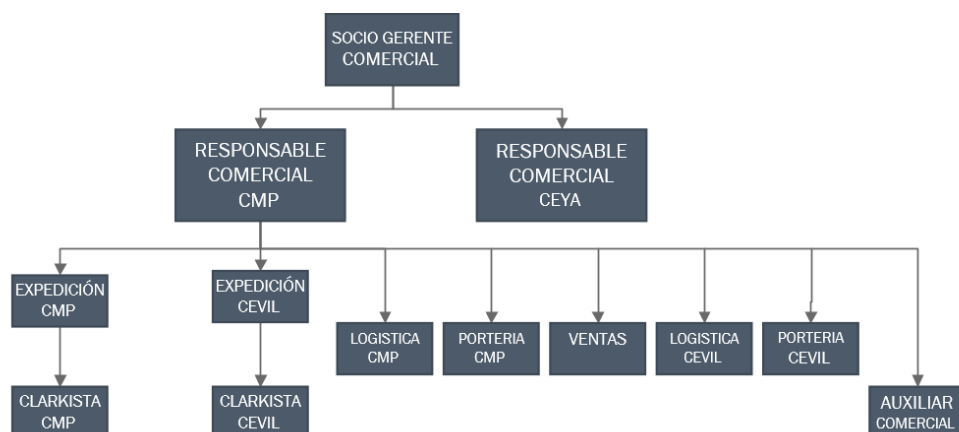 SOCIO GERENTE
COMERCIAL
RESPONSABLE
COMERCIAL
CMP
RESPONSABLE
COMERCIAL
CEYA
EXPEDICIÓN
CMP
EXPEDICIÓN
CEVIL
LOGISTICA
CMP
PORTERIA
CMP
VENTAS
LOGISTICA
CEVIL
PORTERIA
CEVIL
CLARKISTA
CMP
CLARKISTA
CEVIL
AUXILIAR
COMERCIAL